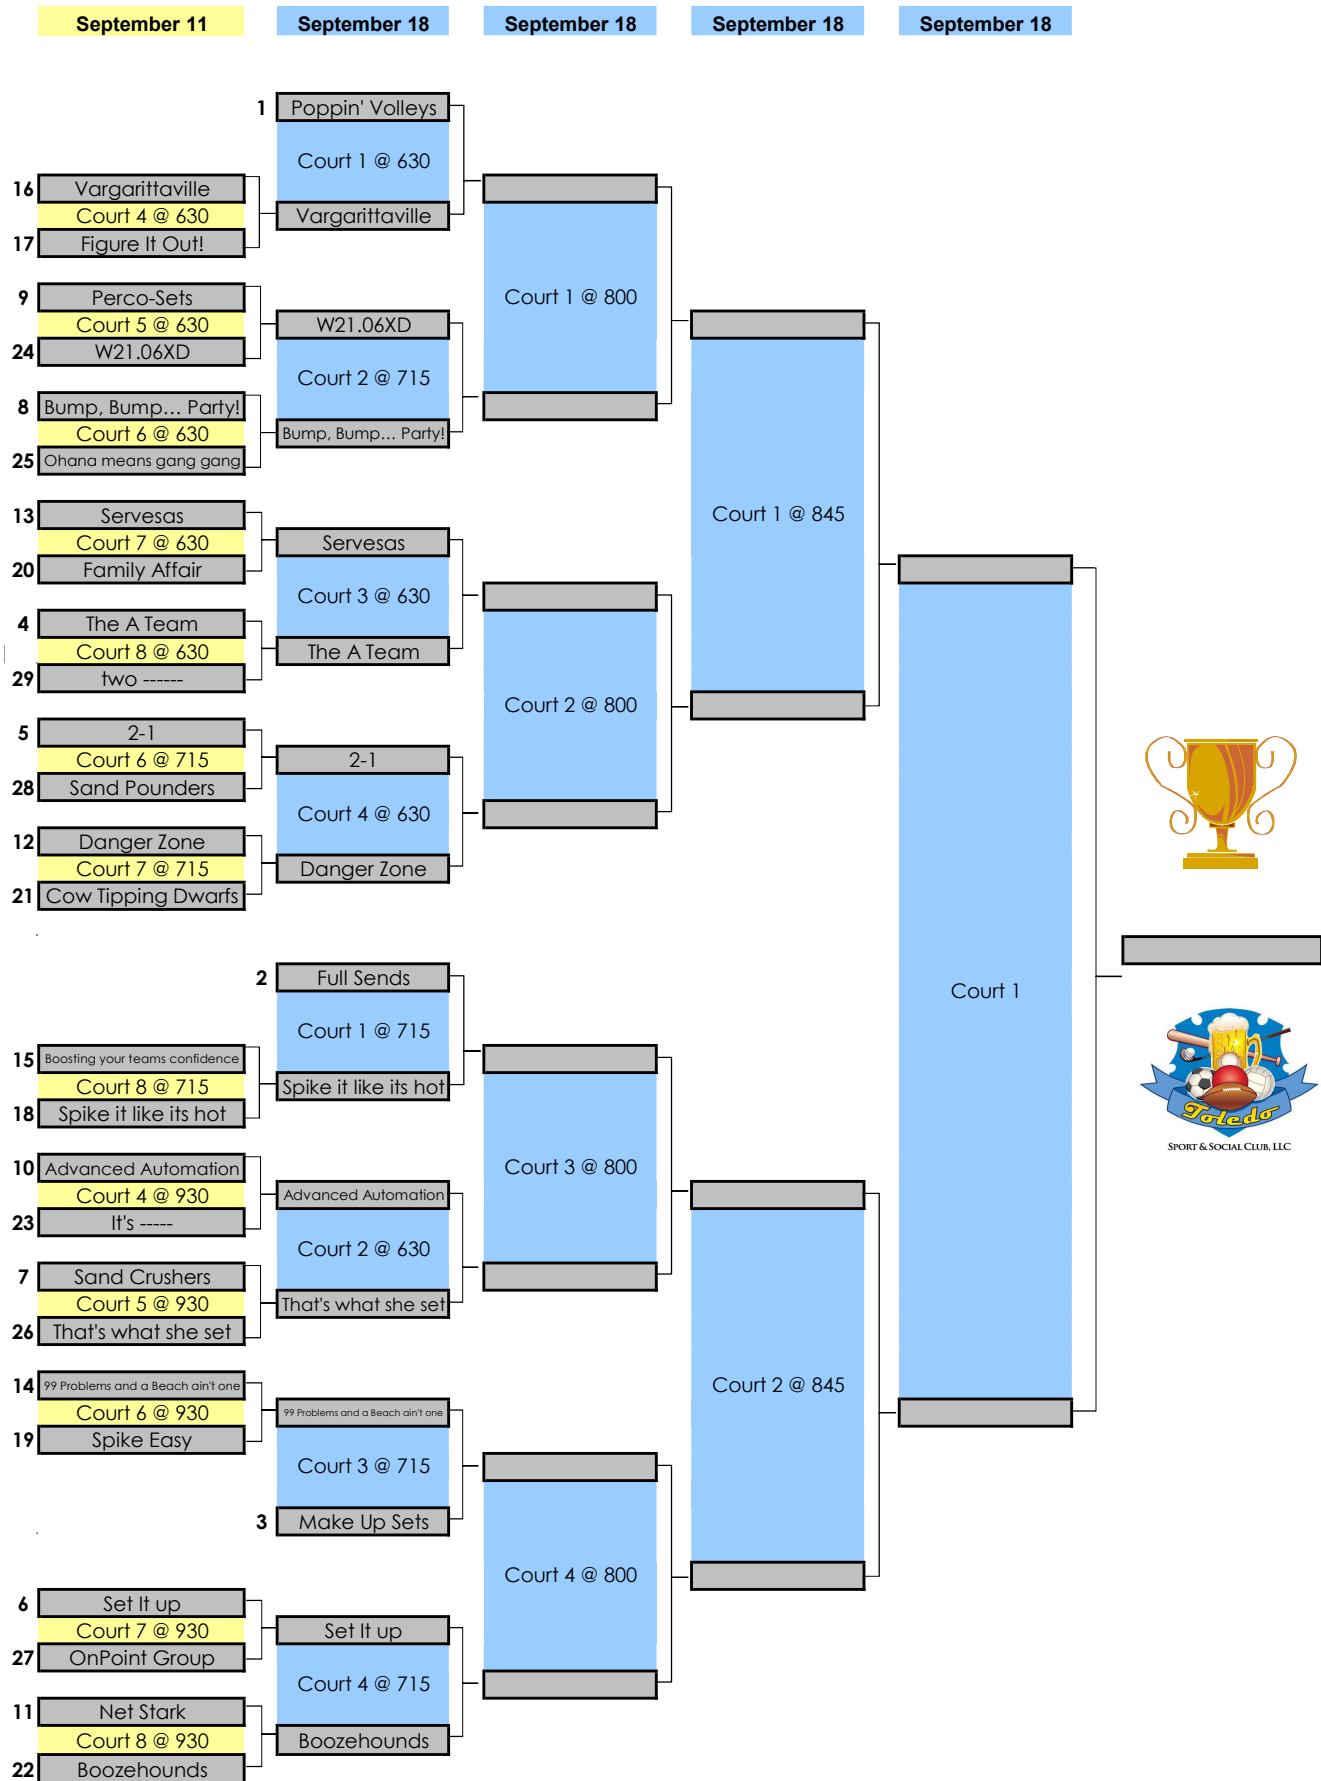 September 11
September 18
September 18
September 18
September 18
1 Poppin' Volleys
Court 1 @ 630
16 Vargarittaville
Court 4 @ 630
Vargarittaville
17 Figure It Out!
9 Perco-Sets
Court 1 @ 800
Court 5 @ 630
W21.06XD
24 W21.06XD
Court 2 @ 715
8 Bump, Bump... Party!
Court 6 @ 630
Bump, Bump... Party!
25 Ohana means gang gang
13 Servesas
Court 1 @ 845
Court 7 @ 630
Servesas
20 Family Affair
Court 3 @ 630
4 The A Team
Court 8 @ 630
The A Team
29 two ------
Court 2 @ 800
5 2-1
Court 6 @ 715
2-1
28 Sand Pounders
Court 4 @ 630
12 Danger Zone
Court 7 @ 715
Danger Zone
21 Cow Tipping Dwarfs
2 Full Sends
Court 1
Court 1 @ 715
15 Boosting your teams confidence
Court 8 @ 715
Spike it like its hot
18 Spike it like its hot
Toledo
SPORT & SOCIAL CLUB, LLC
10 Advanced Automation
Court 3 @ 800
Court 4 @ 930
Advanced Automation
23 It's -----
Court 2 @ 630
7 Sand Crushers
Court 5 @ 930
That's what she set
26 That's what she set
14 99 Problems and a Beach ain't one
Court 2 @ 845
Court 6 @ 930
99 Problems and a Beach ain't one
19 Spike Easy
Court 3 @ 715
3 Make Up Sets
Court 4 @ 800
6 Set It up
Court 7 @ 930
Set It up
27 OnPoint Group
Court 4 @ 715
11 Net Stark
Court 8 @ 930
Boozehounds
22 Boozehounds